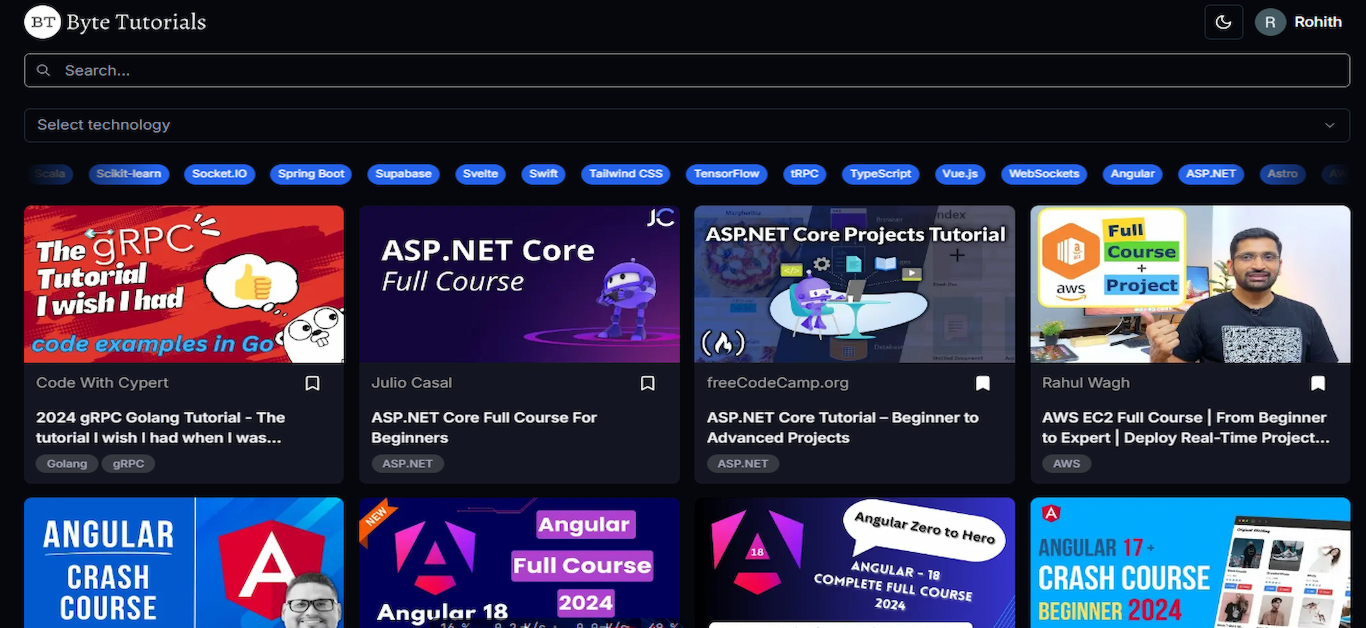 BT Byte Tutorials
R Rohith
Search...
Select technology
Scala Scikit-learn Socket.IO Spring Boot Supabase Svelte Swift Tailwind CSS TensorFlow tRPC TypeScript Vue.js WebSockets Angular ASP.NET Astro
The gRPC
Tutorial
I wish I had
code examples in Go
JC
ASP.NET Core
Full Course
ASP.NET Core Projects Tutorial
aws
Full
Course
+
Project
Code With Cypert
2024 gRPC Golang Tutorial - The
tutorial I wish I had when I was...
Golang gRPC
Julio Casal
ASP.NET Core Full Course For
Beginners
ASP.NET
freeCodeCamp.org
ASP.NET Core Tutorial – Beginner to
Advanced Projects
ASP.NET
Rahul Wagh
AWS EC2 Full Course | From Beginner
to Expert | Deploy Real-Time Project...
AWS
ANGULAR
CRASH
COURSE
NEW
Angular
Full Course
2024
Angular 18
18
Angular Zero to Hero
ANGULAR - 18
COMPLETE FULL COURSE
2024
ANGULAR 17+
CRASH COURSE
BEGINNER 2024